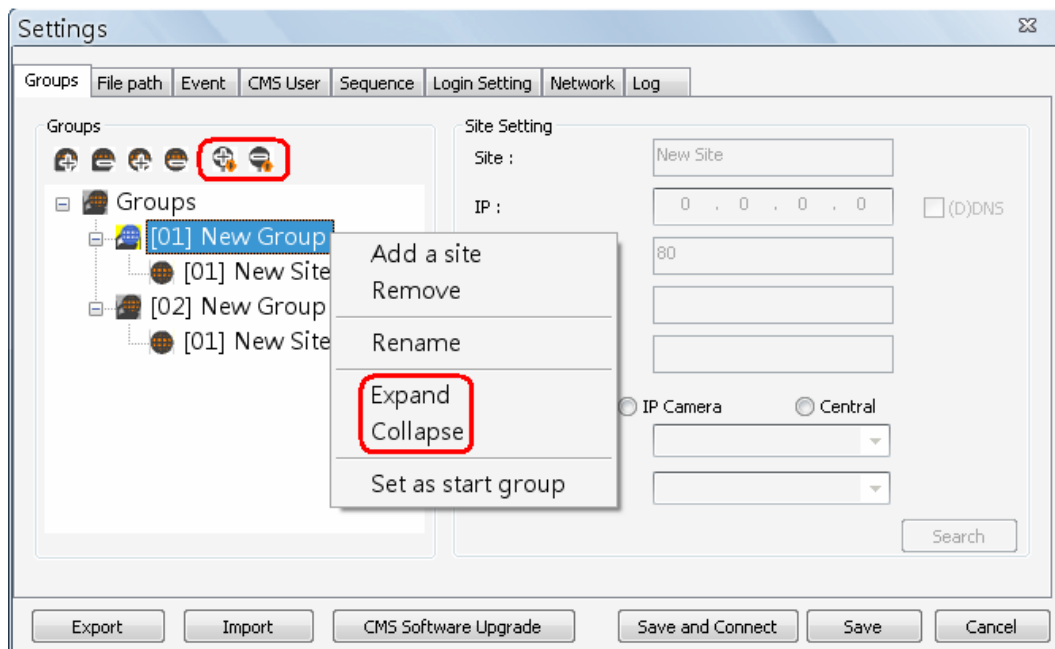 Settings
Groups File path Event CMS User Sequence Login Setting Network Log
Groups
Groups
[01] New Group
[01] New Site
[02] New Group
[01] New Site
Add a site
Remove
Rename
Expand
Collapse
Set as start group
Site Setting
Site : New Site
IP : 0 . 0 . 0 . 0 (D)DNS
80
IP Camera Central
Search
Export Import CMS Software Upgrade Save and Connect Save Cancel